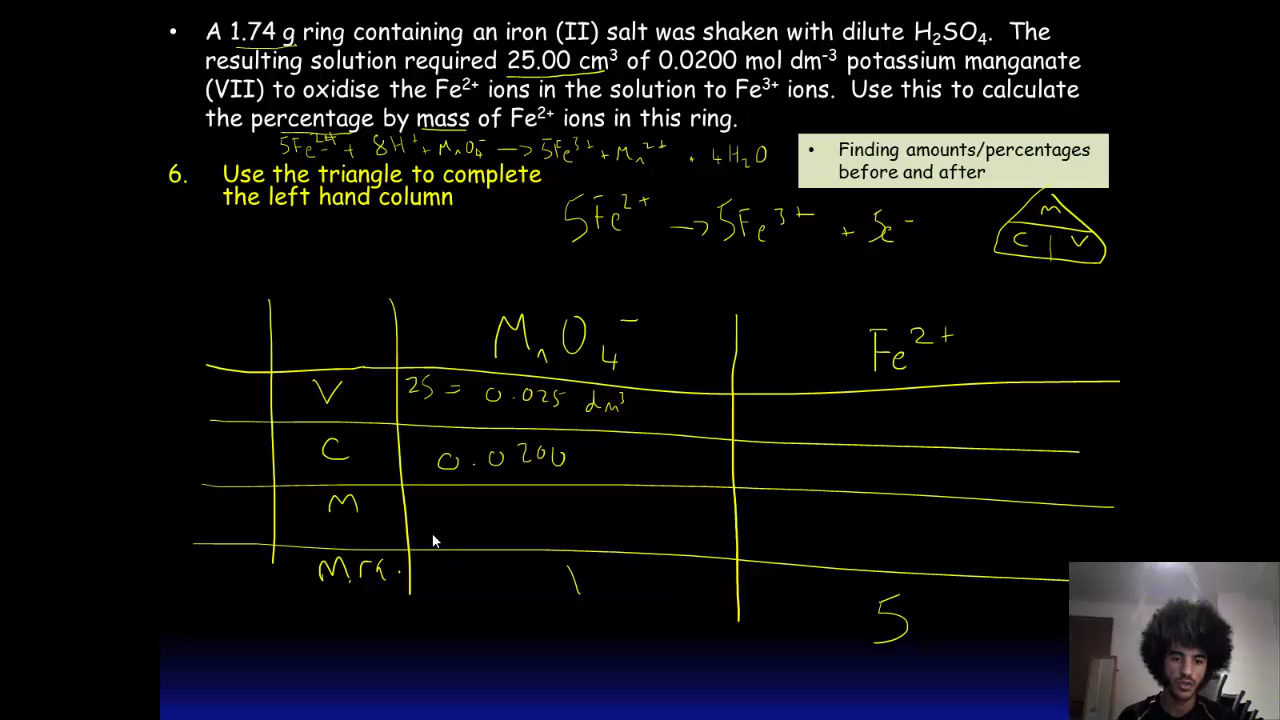 • A 1.74 g ring containing an iron (II) salt was shaken with dilute H₂SO₄. The
resulting solution required 25.00 cm³ of 0.0200 mol dm⁻³ potassium manganate
(VII) to oxidise the Fe²⁺ ions in the solution to Fe³⁺ ions. Use this to calculate
the percentage by mass of Fe²⁺ ions in this ring.
5Fe²⁺ + 8H⁺ + MnO₄⁻ → 5Fe³⁺ + Mn²⁺ + 4H₂O
• Finding amounts/percentages
before and after
6. Use the triangle to complete
the left hand column
5Fe²⁺ → 5Fe³⁺ + 5e⁻
M
C V
MnO₄⁻ Fe²⁺
V 25 = 0.025 dm³
C 0.0200
M
1
5